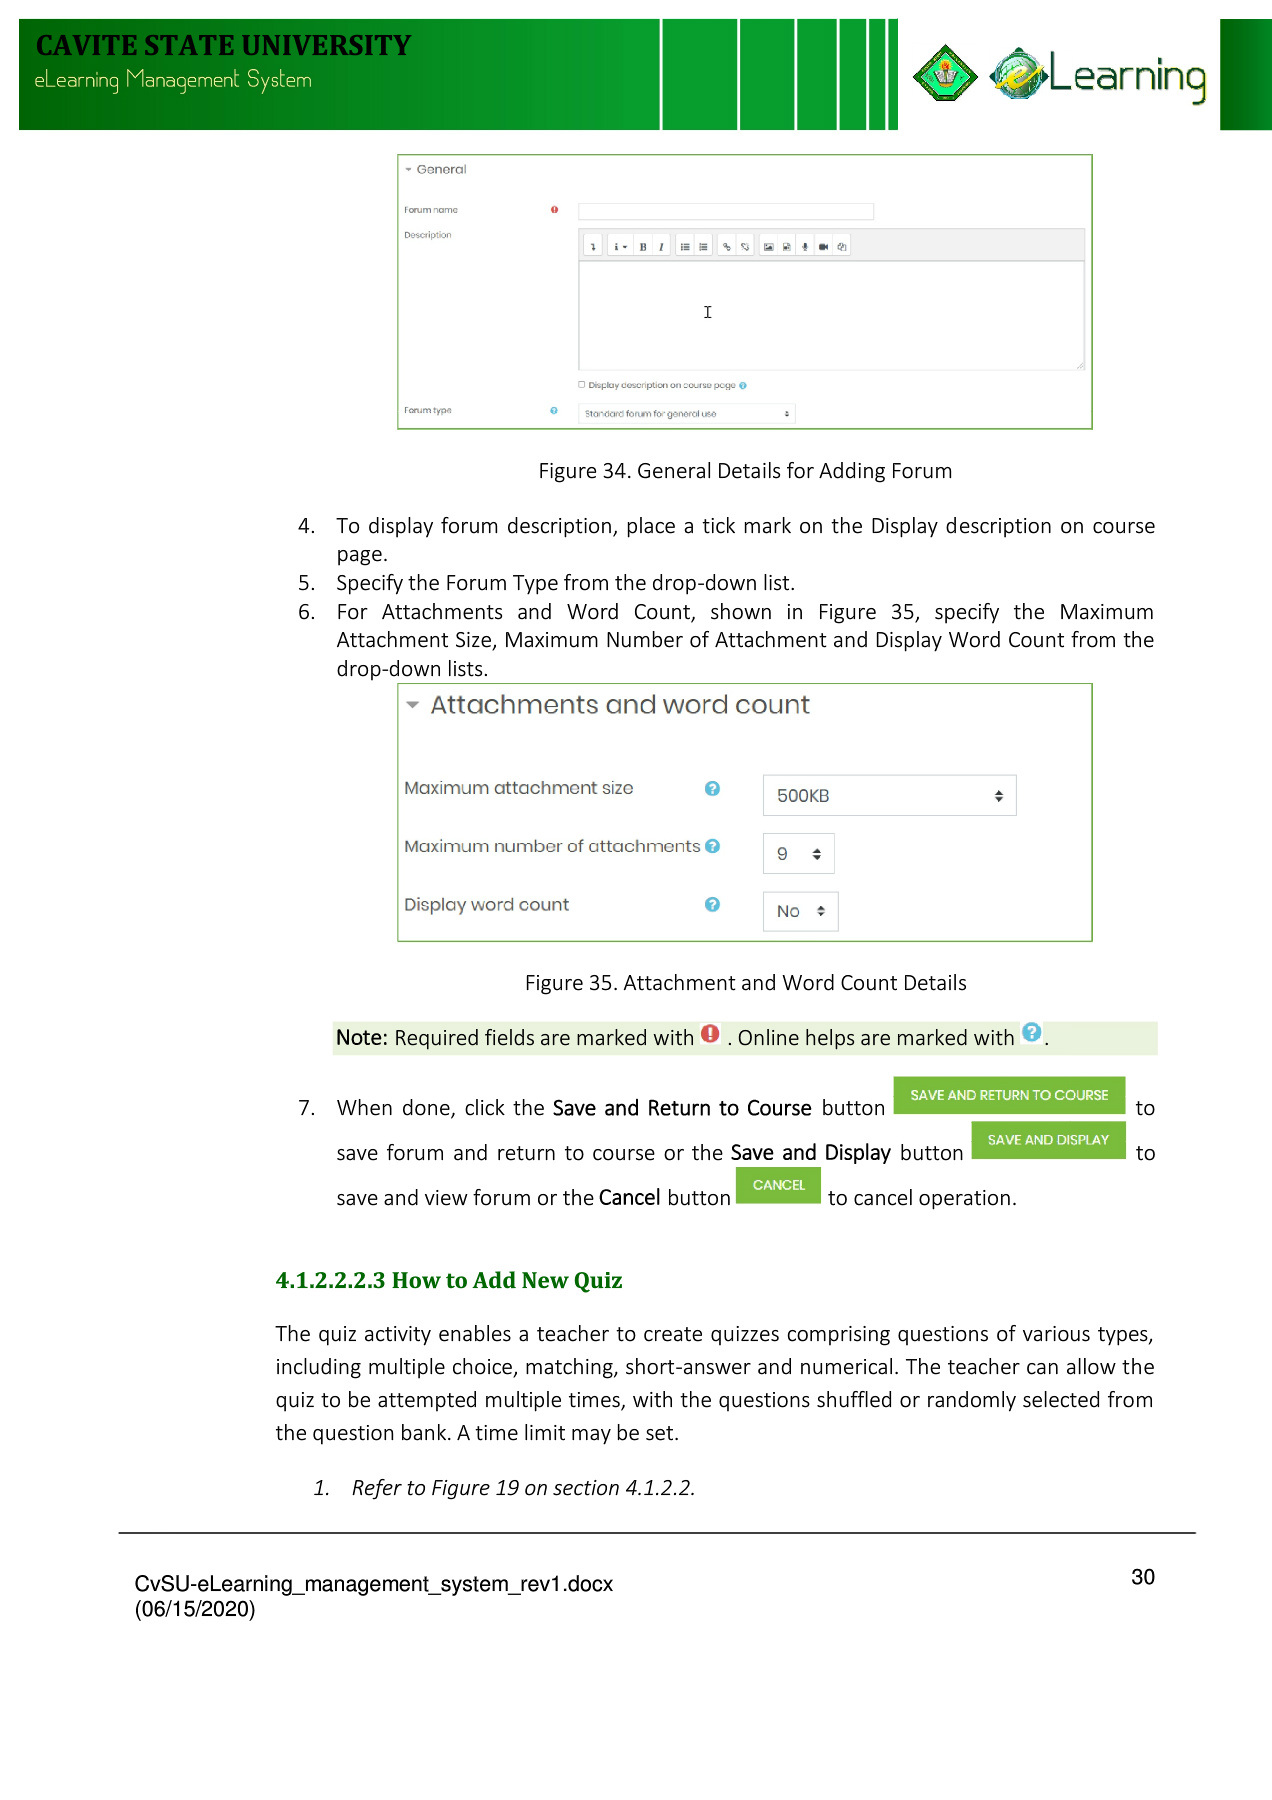 CAVITE STATE UNIVERSITY
eLearning Management System
eLearning
General
Forum name
Description
Display description on course page
Forum type
Standard forum for general use
Figure 34. General Details for Adding Forum
4. To display forum description, place a tick mark on the Display description on course
page.
5. Specify the Forum Type from the drop-down list.
6. For Attachments and Word Count, shown in Figure 35, specify the Maximum
Attachment Size, Maximum Number of Attachment and Display Word Count from the
drop-down lists.
Attachments and word count
Maximum attachment size
500KB
Maximum number of attachments
9
Display word count
No
Figure 35. Attachment and Word Count Details
Note: Required fields are marked with . Online helps are marked with .
7. When done, click the Save and Return to Course button SAVE AND RETURN TO COURSE to
save forum and return to course or the Save and Display button SAVE AND DISPLAY to
save and view forum or the Cancel button CANCEL to cancel operation.
4.1.2.2.2.3 How to Add New Quiz
The quiz activity enables a teacher to create quizzes comprising questions of various types,
including multiple choice, matching, short-answer and numerical. The teacher can allow the
quiz to be attempted multiple times, with the questions shuffled or randomly selected from
the question bank. A time limit may be set.
1. Refer to Figure 19 on section 4.1.2.2.
CvSU-eLearning_management_system_rev1.docx
(06/15/2020)
30